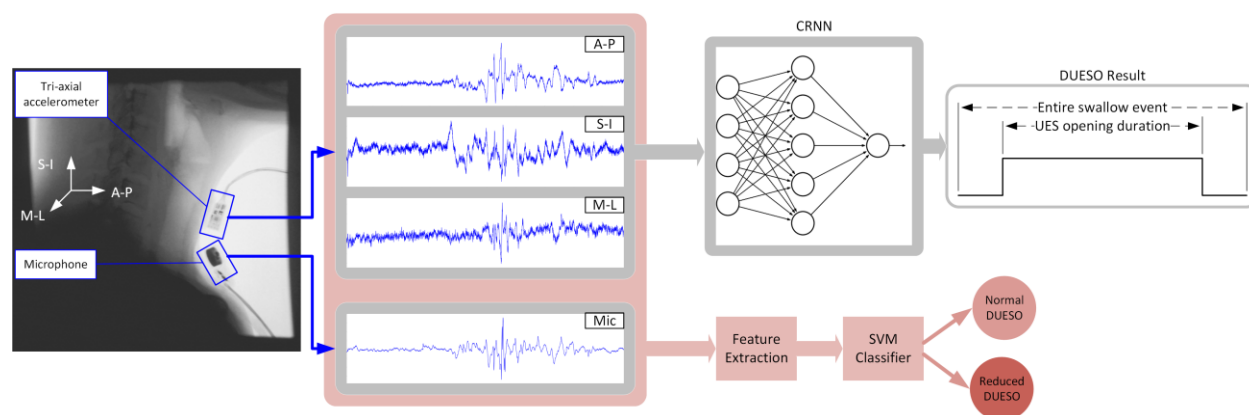 Tri-axial
accelerometer
S-I
A-P
M-L
Microphone
A-P
S-I
M-L
Mic
CRNN
DUESO Result
Entire swallow event
UES opening duration
Feature
Extraction
SVM
Classifier
Normal
DUESO
Reduced
DUESO